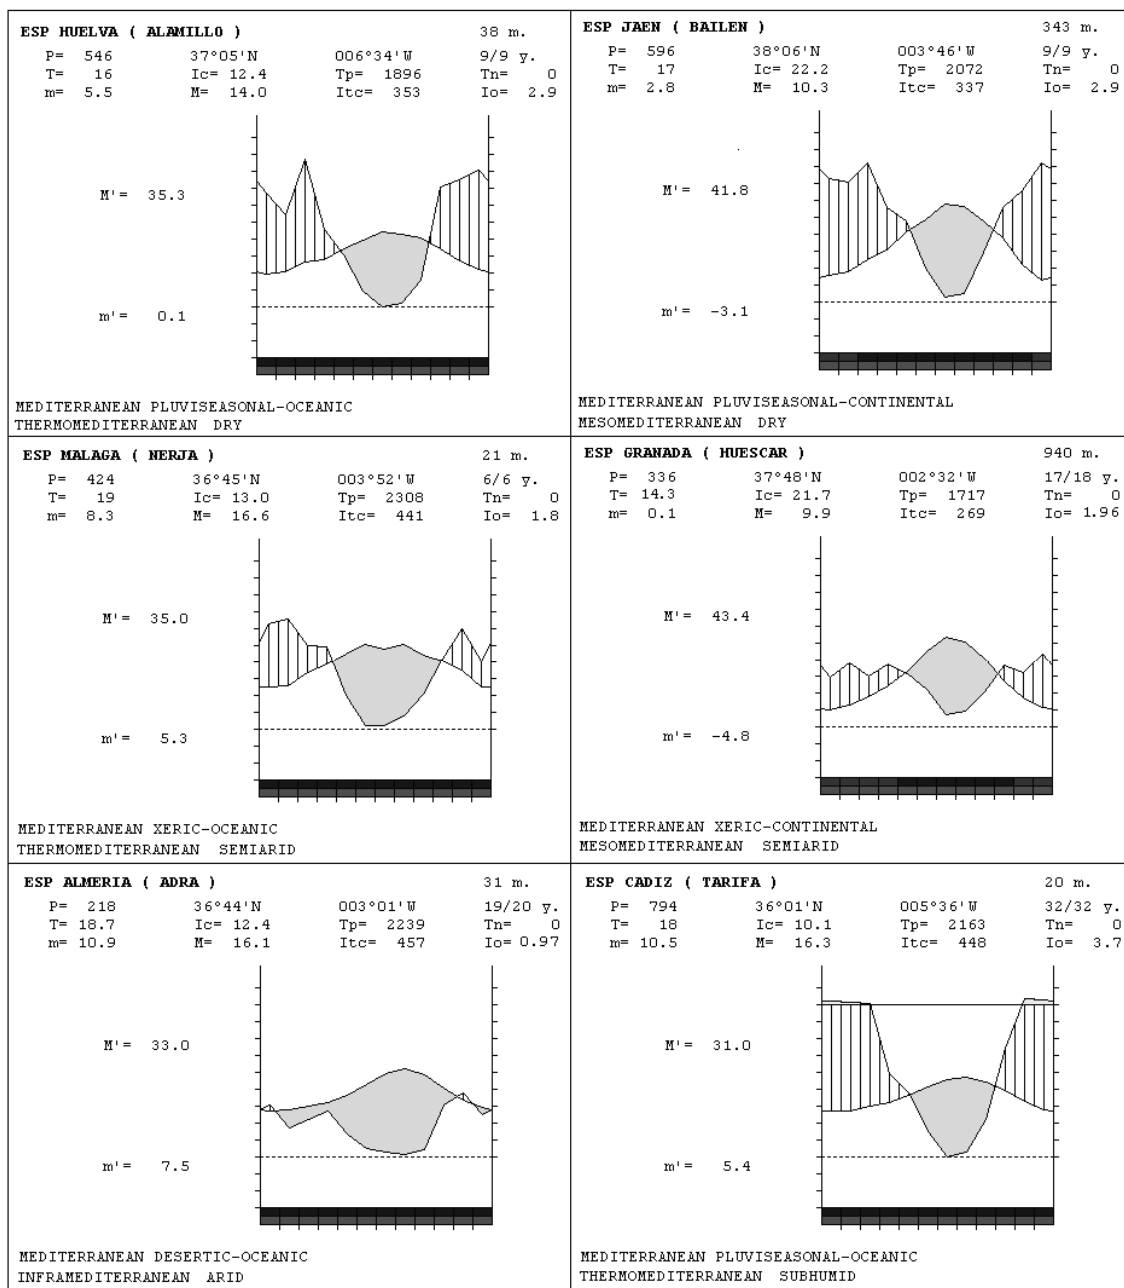 ESP HUELVA ( ALAMILLO ) 38 m.
P= 546 37°05'N 006°34'W 9/9 y.
T= 16 Ic= 12.4 Tp= 1896 Tn= 0
m= 5.5 M= 14.0 Itc= 353 Io= 2.9
M'= 35.3
m'= 0.1
MEDITERRANEAN PLUVISEASONAL-OCEANIC
THERMOMEDITERRANEAN DRY
ESP JAEN ( BAILEN ) 343 m.
P= 596 38°06'N 003°46'W 9/9 y.
T= 17 Ic= 22.2 Tp= 2072 Tn= 0
m= 2.8 M= 10.3 Itc= 337 Io= 2.9
M'= 41.8
m'= -3.1
MEDITERRANEAN PLUVISEASONAL-CONTINENTAL
MESOMEDITERRANEAN DRY
ESP MALAGA ( NERJA ) 21 m.
P= 424 36°45'N 003°52'W 6/6 y.
T= 19 Ic= 13.0 Tp= 2308 Tn= 0
m= 8.3 M= 16.6 Itc= 441 Io= 1.8
M'= 35.0
m'= 5.3
MEDITERRANEAN XERIC-OCEANIC
THERMOMEDITERRANEAN SEMIARID
ESP GRANADA ( HUESCAR ) 940 m.
P= 336 37°48'N 002°32'W 17/18 y.
T= 14.3 Ic= 21.7 Tp= 1717 Tn= 0
m= 0.1 M= 9.9 Itc= 269 Io= 1.96
M'= 43.4
m'= -4.8
MEDITERRANEAN XERIC-CONTINENTAL
MESOMEDITERRANEAN SEMIARID
ESP ALMERIA ( ADRA ) 31 m.
P= 218 36°44'N 003°01'W 19/20 y.
T= 18.7 Ic= 12.4 Tp= 2239 Tn= 0
m= 10.9 M= 16.1 Itc= 457 Io= 0.97
M'= 33.0
m'= 7.5
MEDITERRANEAN DESERTIC-OCEANIC
INFRAMEDITERRANEAN ARID
ESP CADIZ ( TARIFA ) 20 m.
P= 794 36°01'N 005°36'W 32/32 y.
T= 18 Ic= 10.1 Tp= 2163 Tn= 0
m= 10.5 M= 16.3 Itc= 448 Io= 3.7
M'= 31.0
m'= 5.4
MEDITERRANEAN PLUVISEASONAL-OCEANIC
THERMOMEDITERRANEAN SUBHUMID